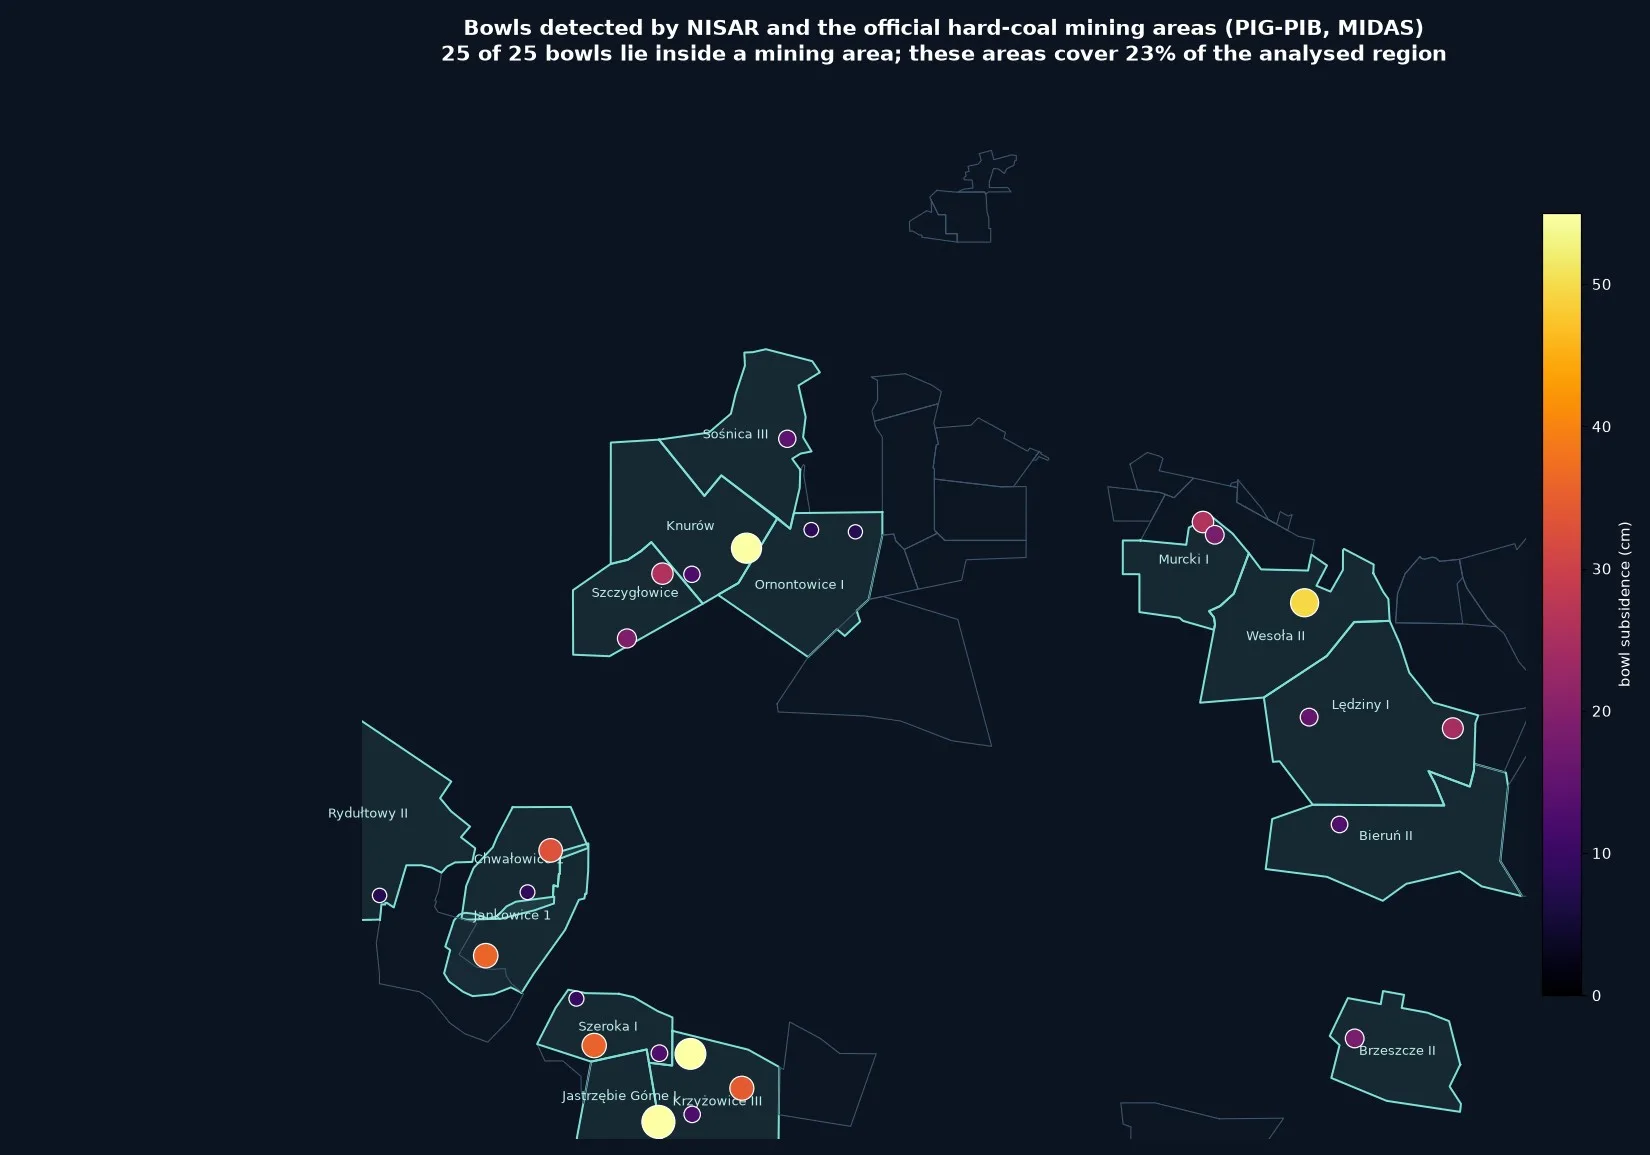 Bowls detected by NISAR and the official hard-coal mining areas (PIG-PIB, MIDAS)
25 of 25 bowls lie inside a mining area; these areas cover 23% of the analysed region
50
Sośnica III
40
Knurów
Murcki I
30
bowl subsidence (cm)
Ornontowice I
Szczygłowice
Wesoła II
Lędziny I
20
Rydułtowy II
Bieruń II
10
Chwałowice
Jankowice 1
0
Szeroka I
Brzeszcze II
Jastrzębie Górne
Krzyżowice III